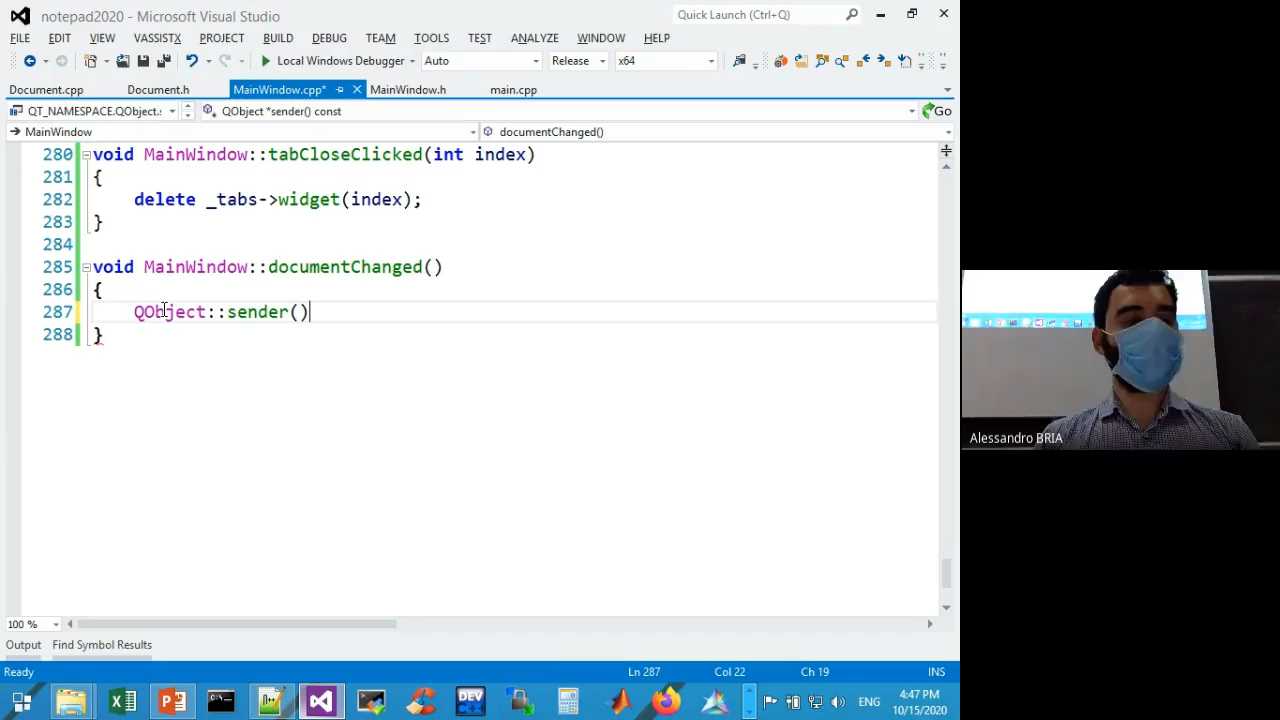 notepad2020 - Microsoft Visual Studio
Quick Launch (Ctrl+Q)
FILE EDIT VIEW VASSISTX PROJECT BUILD DEBUG TEAM TOOLS TEST ANALYZE WINDOW HELP
Local Windows Debugger Auto Release x64
Document.cpp Document.h MainWindow.cpp* MainWindow.h main.cpp
QT_NAMESPACE.QObject.s QObject *sender() const Go
MainWindow documentChanged()
280 void MainWindow::tabCloseClicked(int index)
281 {
282 delete _tabs->widget(index);
283 }
284
285 void MainWindow::documentChanged()
286 {
287 QObject::sender()
288 }
Alessandro BRIA
100 %
Output Find Symbol Results
Ready Ln 287 Col 22 Ch 19 INS
DEV
ENG
4:47 PM
10/15/2020